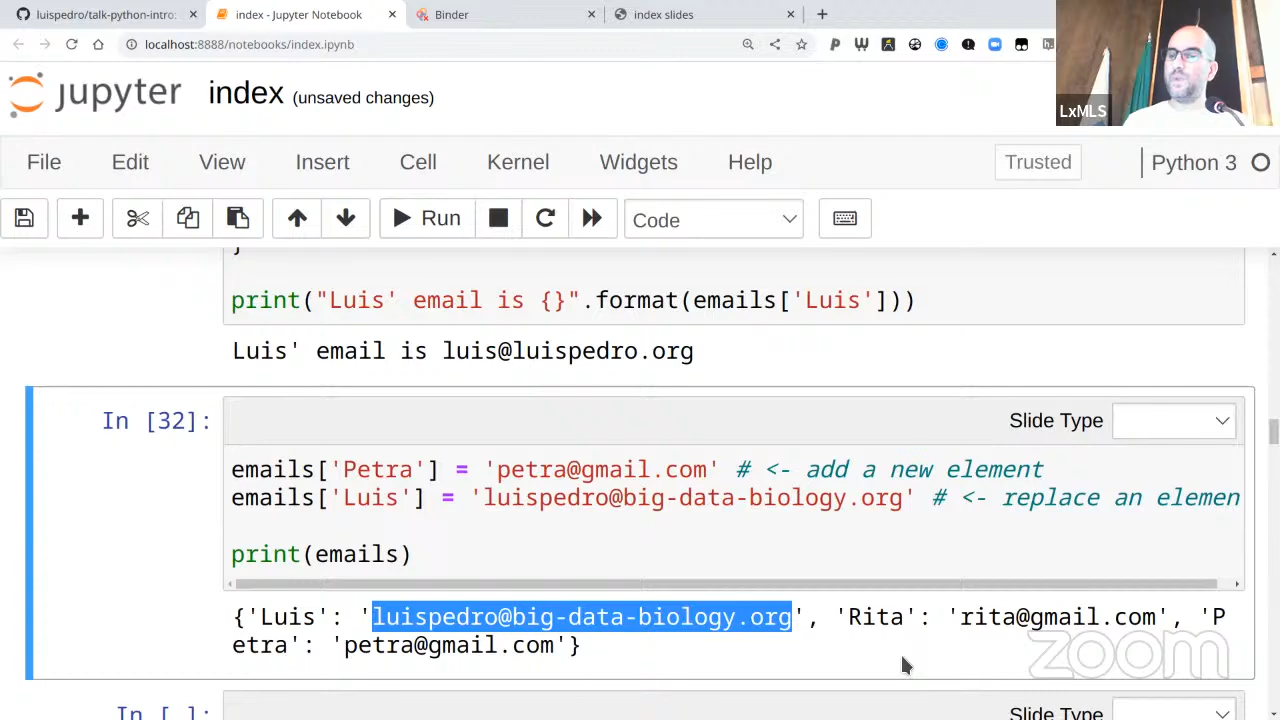 luispedro/talk-python-intro:
index - Jupyter Notebook
Binder
index slides
localhost:8888/notebooks/index.ipynb
LxMLS
jupyter index (unsaved changes)
File Edit View Insert Cell Kernel Widgets Help Trusted Python 3
Run Code
}
print("Luis' email is {}".format(emails['Luis']))
Luis' email is luis@luispedro.org
In [32]:
Slide Type
emails['Petra'] = 'petra@gmail.com' # <- add a new element
emails['Luis'] = 'luispedro@big-data-biology.org' # <- replace an elemen
print(emails)
{'Luis': 'luispedro@big-data-biology.org', 'Rita': 'rita@gmail.com', 'P
etra': 'petra@gmail.com'}
zoom
In [ ]:
Slide Type